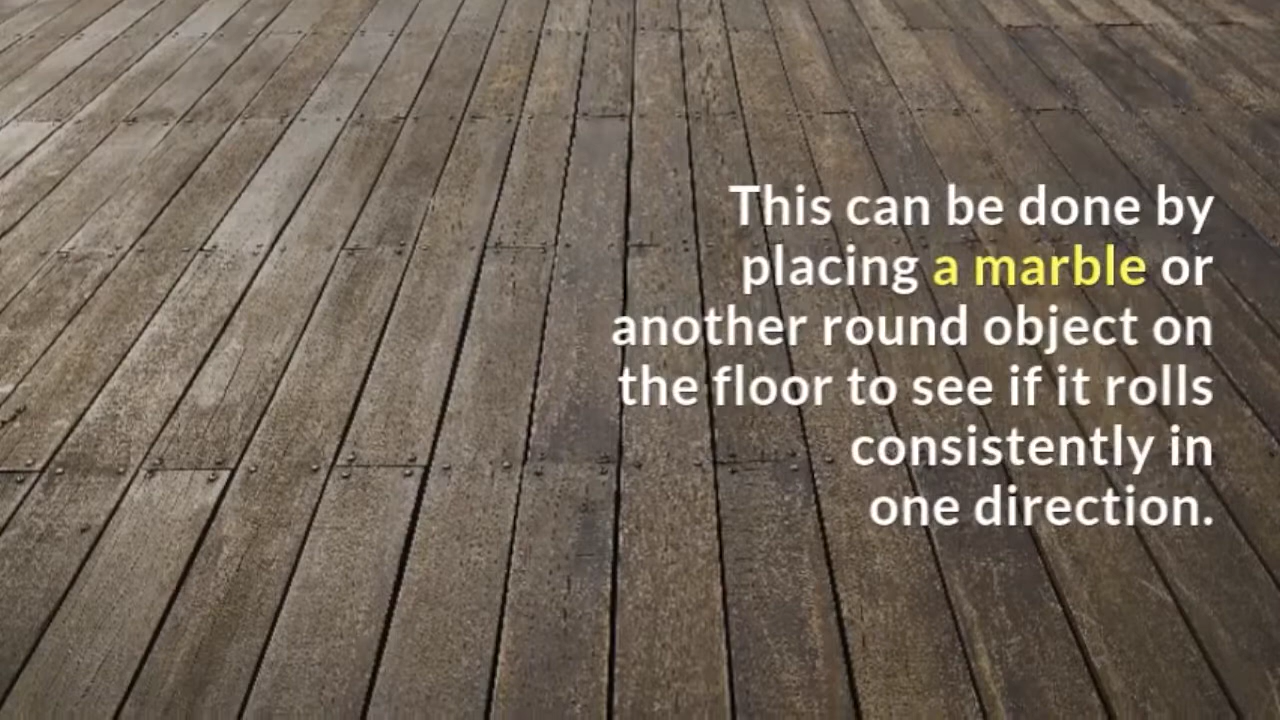 This can be done by
placing a marble or
another round object on
the floor to see if it rolls
consistently in
one direction.